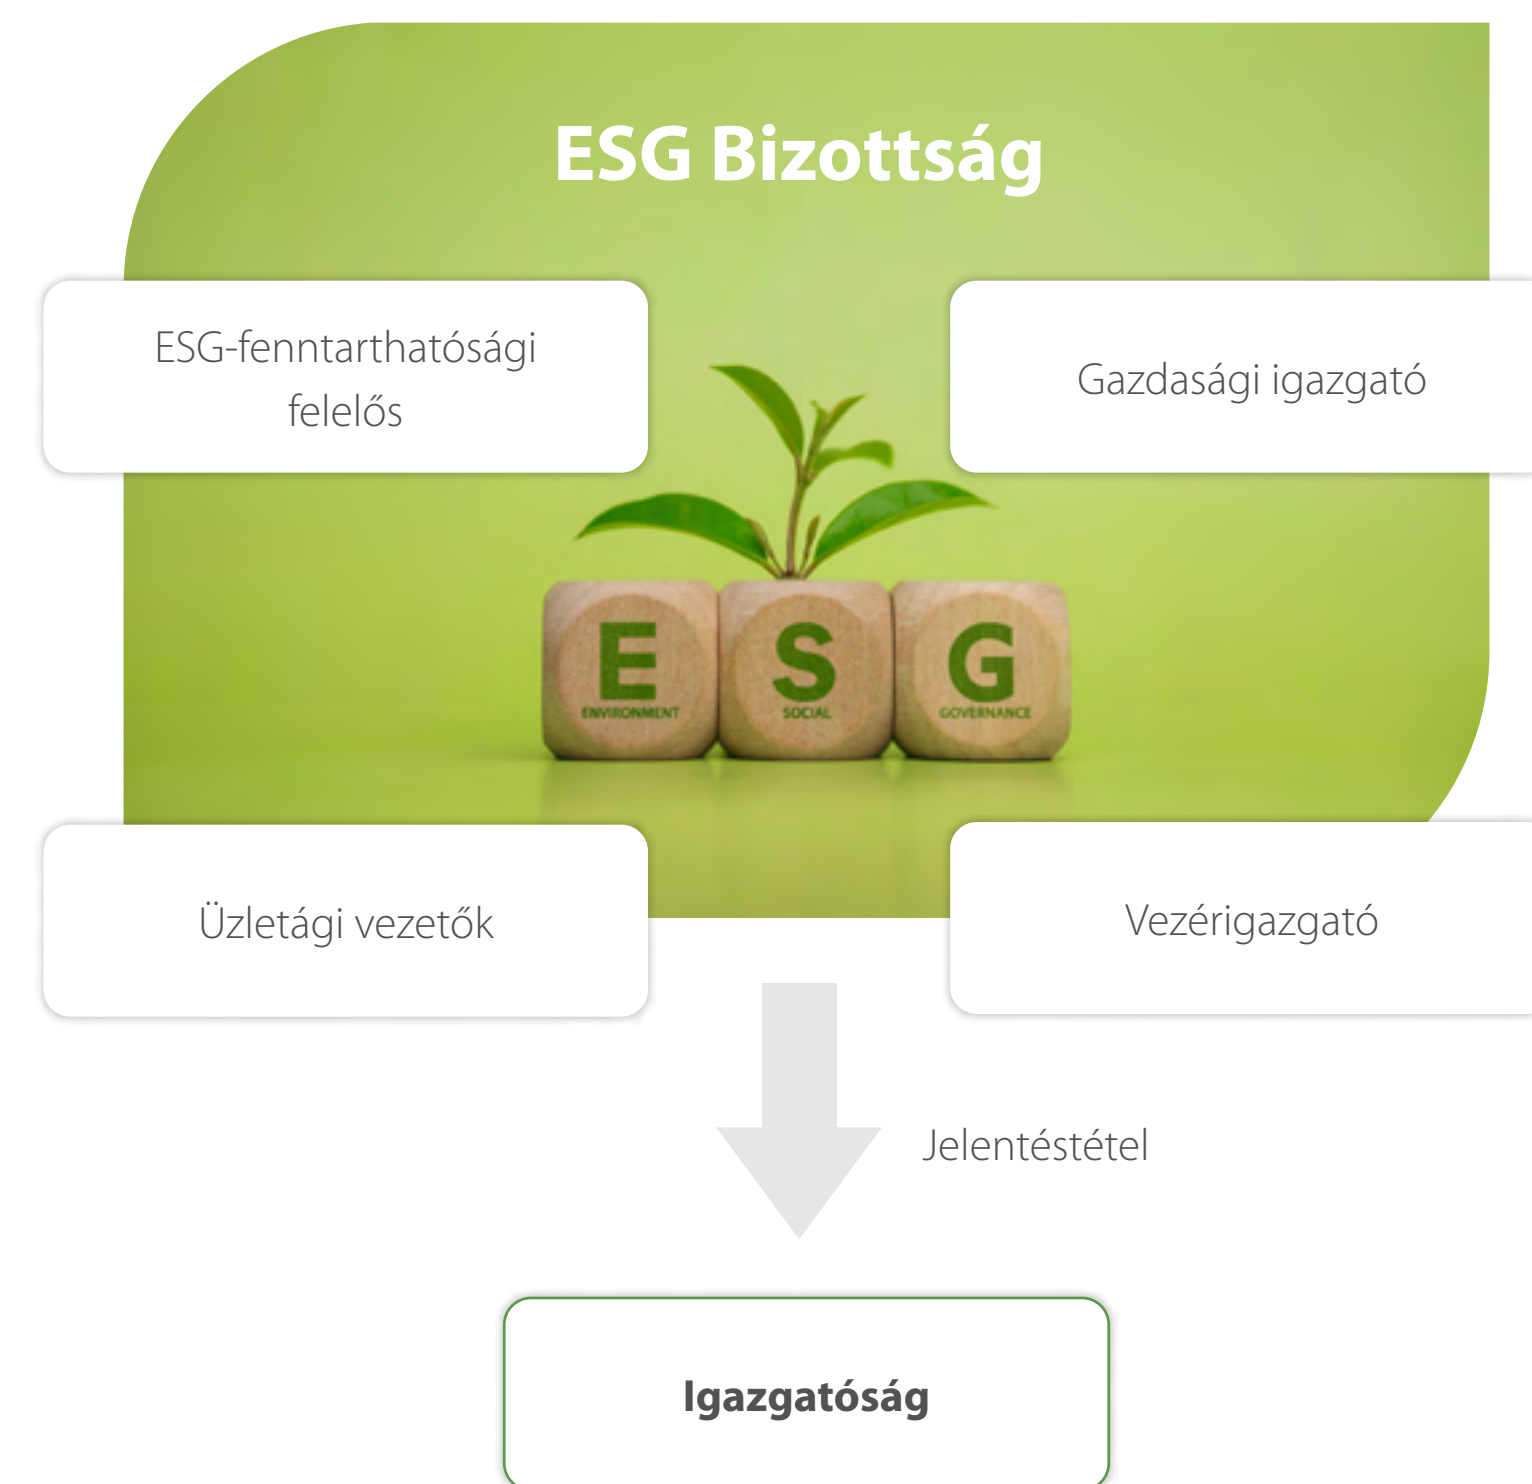 ESG Bizottság
ESG-fenntarthatósági
felelős
Gazdasági igazgató
E
ENVIRONMENT
S
SOCIAL
G
GOVERNANCE
Üzletági vezetők
Vezérigazgató
Jelentéstétel
Igazgatóság